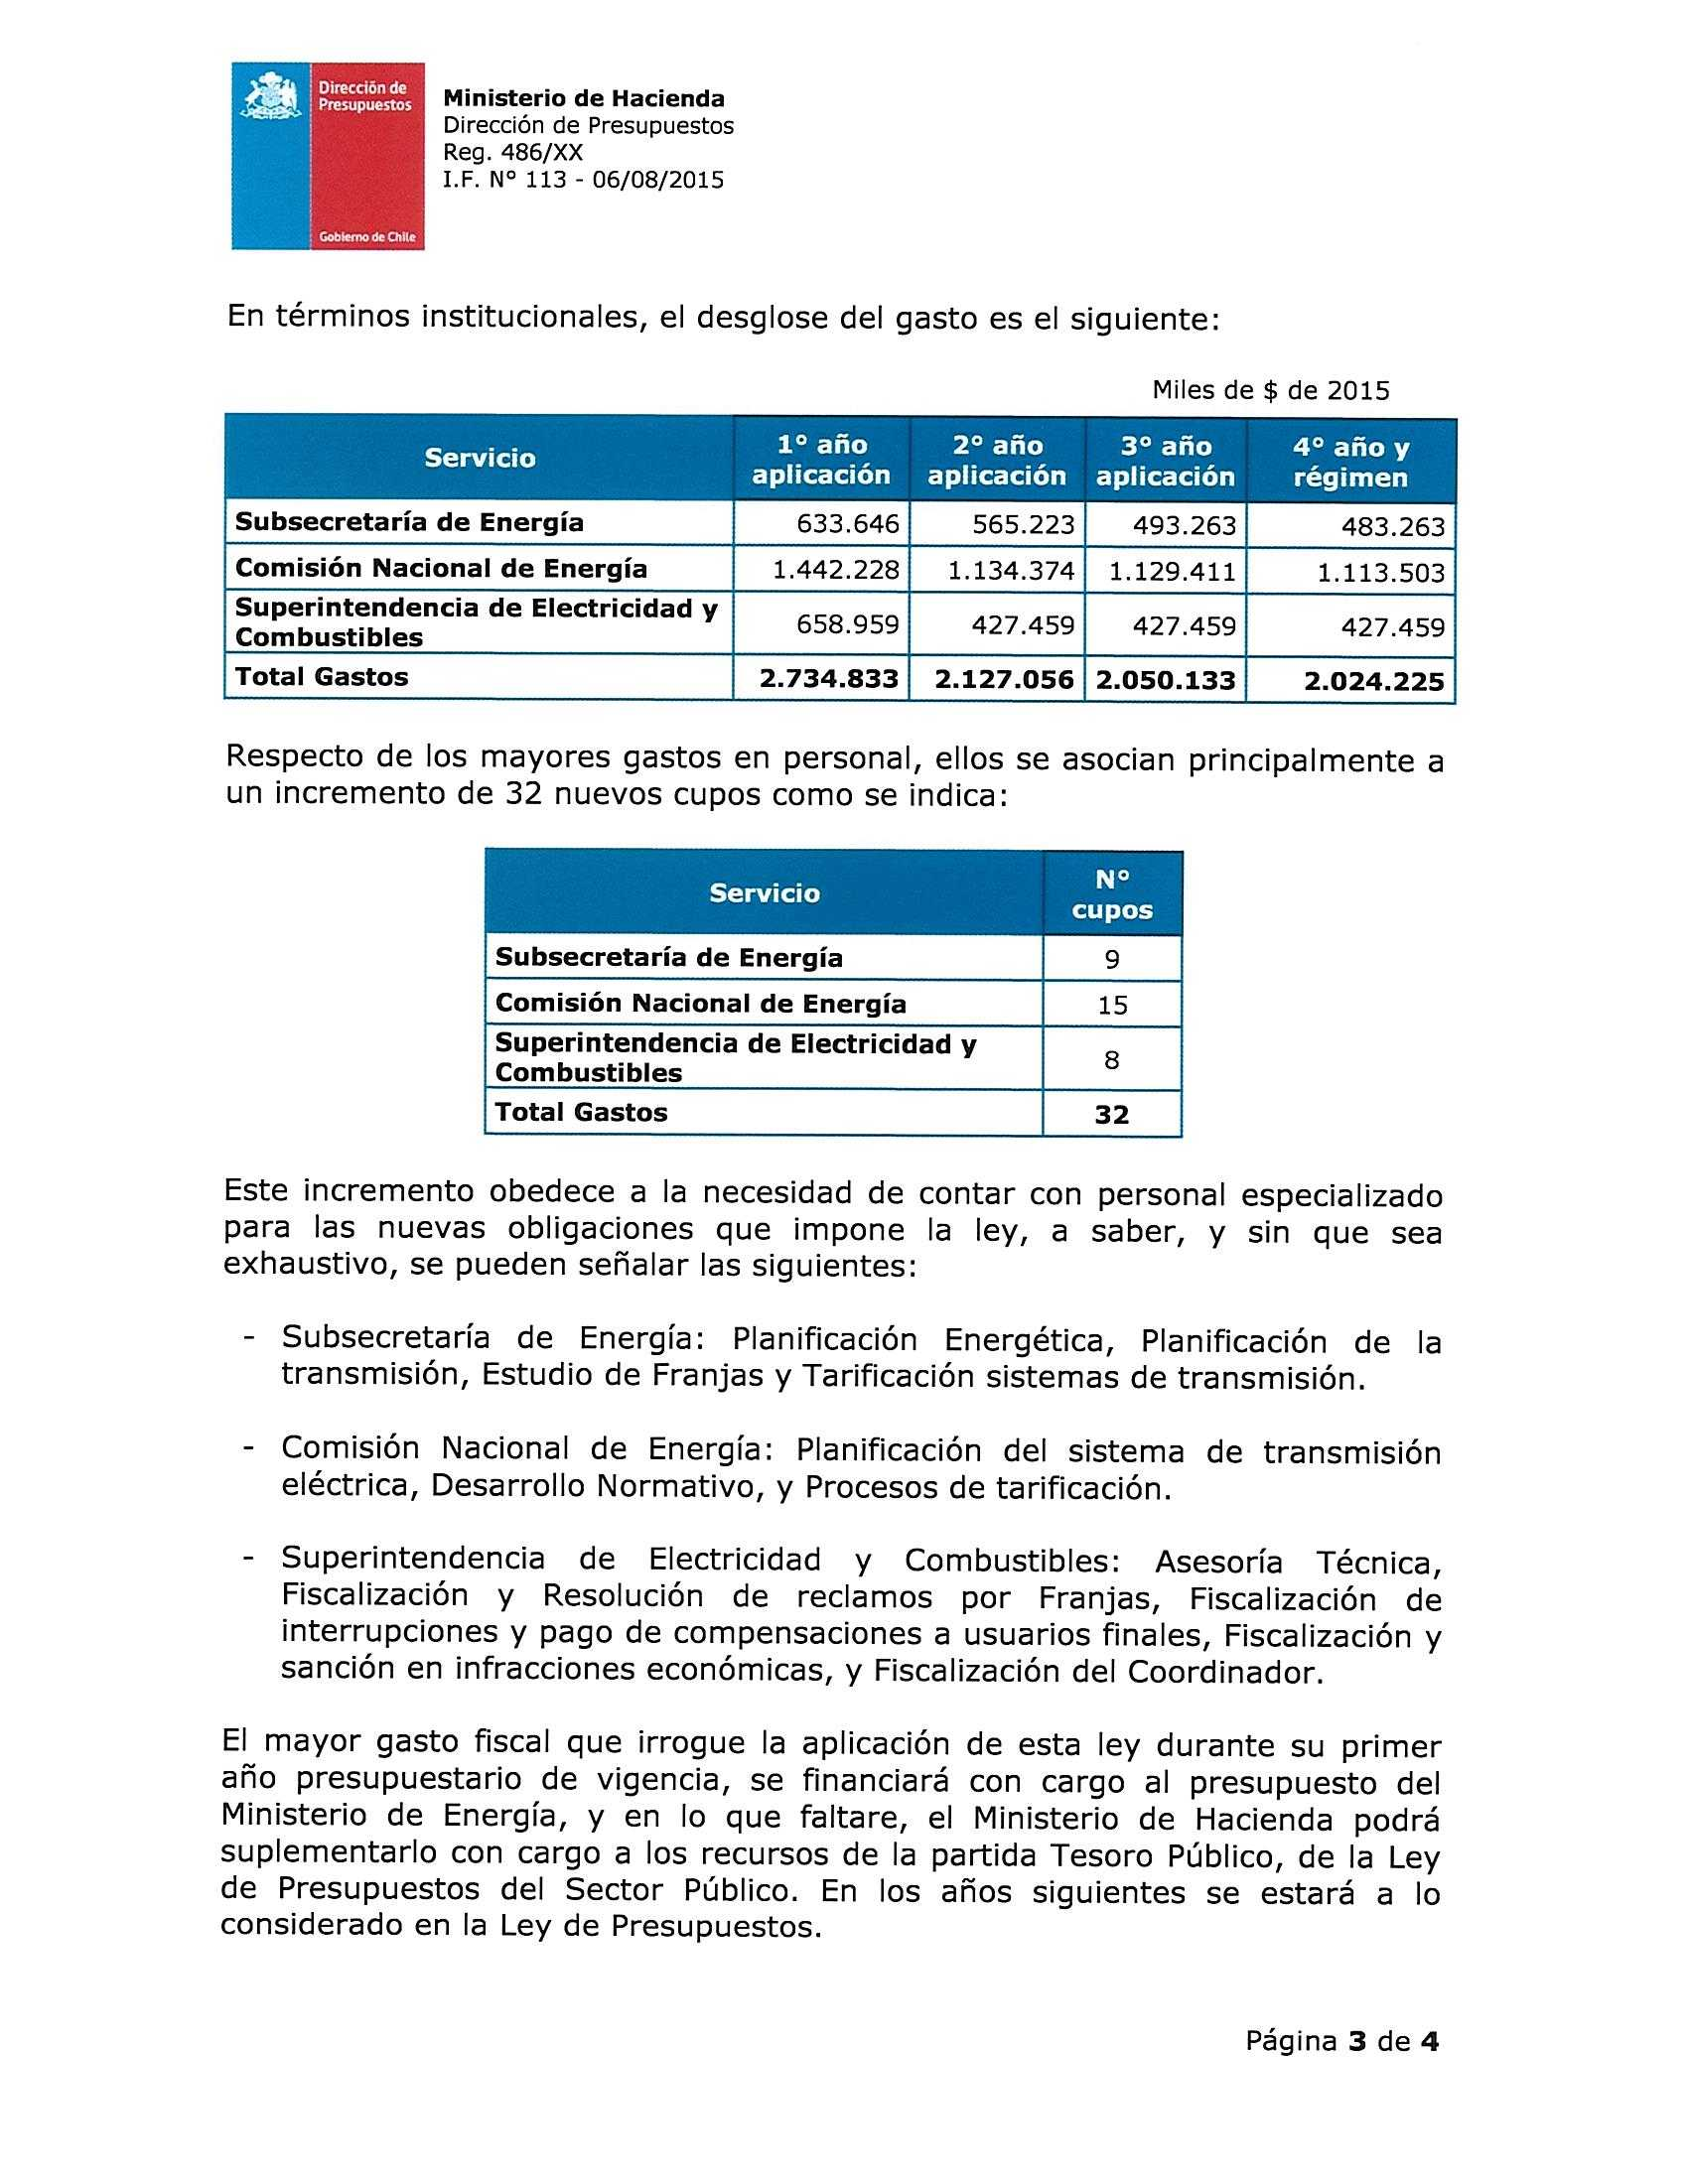 Dirección de
Presupuestos
Gobierno de Chile
Ministerio de Hacienda
Dirección de Presupuestos
Reg. 486/XX
I.F. N° 113 - 06/08/2015
En términos institucionales, el desglose del gasto es el siguiente:
Miles de $ de 2015
Servicio 1° año aplicación 2° año aplicación 3° año aplicación 4° año y régimen
Subsecretaría de Energía 633.646 565.223 493.263 483.263
Comisión Nacional de Energía 1.442.228 1.134.374 1.129.411 1.113.503
Superintendencia de Electricidad y Combustibles 658.959 427.459 427.459 427.459
Total Gastos 2.734.833 2.127.056 2.050.133 2.024.225
Respecto de los mayores gastos en personal, ellos se asocian principalmente a
un incremento de 32 nuevos cupos como se indica:
Servicio N° cupos
Subsecretaría de Energía 9
Comisión Nacional de Energía 15
Superintendencia de Electricidad y Combustibles 8
Total Gastos 32
Este incremento obedece a la necesidad de contar con personal especializado
para las nuevas obligaciones que impone la ley, a saber, y sin que sea
exhaustivo, se pueden señalar las siguientes:
- Subsecretaría de Energía: Planificación Energética, Planificación de la
transmisión, Estudio de Franjas y Tarificación sistemas de transmisión.
- Comisión Nacional de Energía: Planificación del sistema de transmisión
eléctrica, Desarrollo Normativo, y Procesos de tarificación.
- Superintendencia de Electricidad y Combustibles: Asesoría Técnica,
Fiscalización y Resolución de reclamos por Franjas, Fiscalización de
interrupciones y pago de compensaciones a usuarios finales, Fiscalización y
sanción en infracciones económicas, y Fiscalización del Coordinador.
El mayor gasto fiscal que irrogue la aplicación de esta ley durante su primer
año presupuestario de vigencia, se financiará con cargo al presupuesto del
Ministerio de Energía, y en lo que faltare, el Ministerio de Hacienda podrá
suplementarlo con cargo a los recursos de la partida Tesoro Público, de la Ley
de Presupuestos del Sector Público. En los años siguientes se estará a lo
considerado en la Ley de Presupuestos.
Página 3 de 4